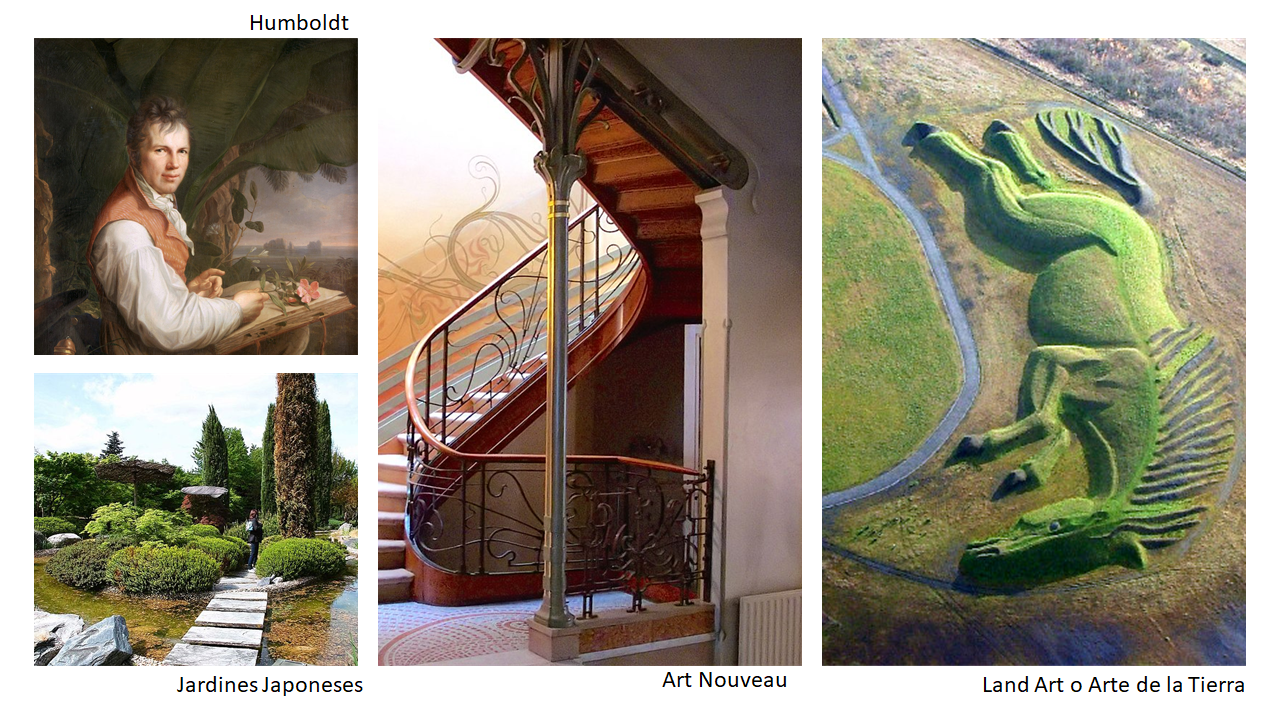 Humboldt
Jardines Japoneses
Art Nouveau
Land Art o Arte de la Tierra